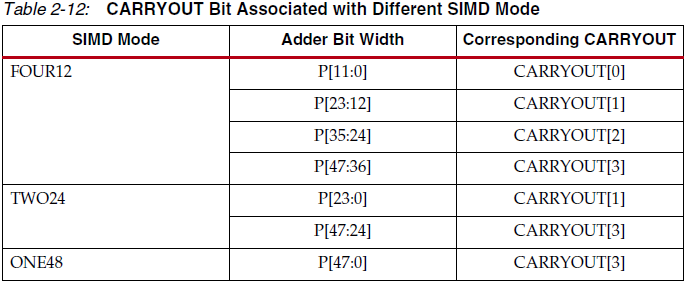 Table 2-12: CARRYOUT Bit Associated with Different SIMD Mode
SIMD Mode Adder Bit Width Corresponding CARRYOUT
FOUR12 P[11:0] CARRYOUT[0]
P[23:12] CARRYOUT[1]
P[35:24] CARRYOUT[2]
P[47:36] CARRYOUT[3]
TWO24 P[23:0] CARRYOUT[1]
P[47:24] CARRYOUT[3]
ONE48 P[47:0] CARRYOUT[3]